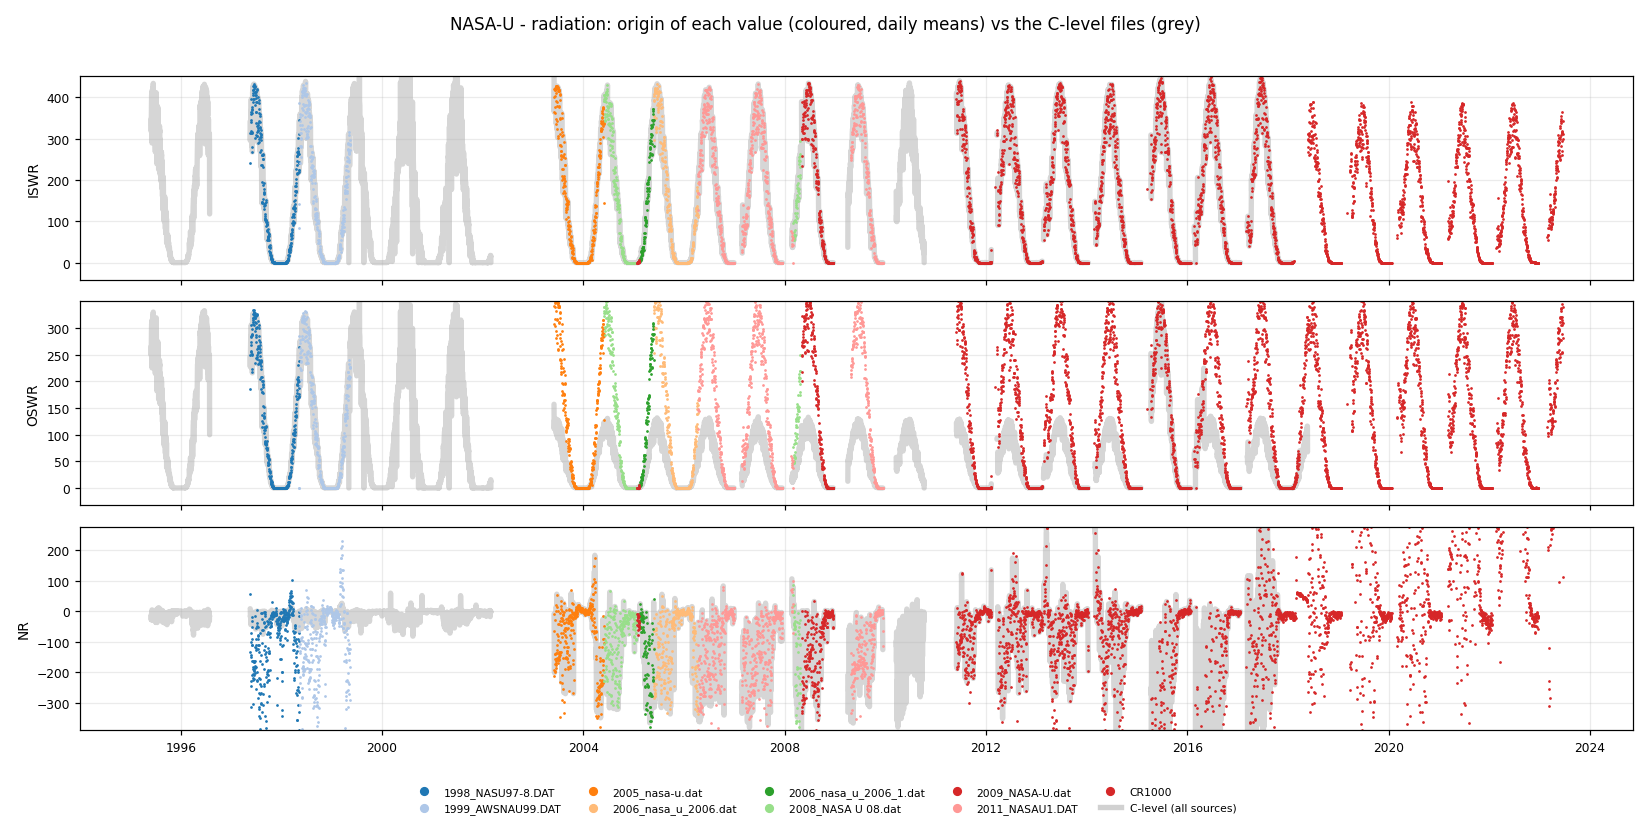 NASA-U - radiation: origin of each value (coloured, daily means) vs the C-level files (grey)
ISWR
400
300
200
100
0
OSWR
300
250
200
150
100
50
0
NR
200
100
0
−100
−200
−300
1996 2000 2004 2008 2012 2016 2020 2024
1998_NASU97-8.DAT 2005_nasa-u.dat 2006_nasa_u_2006_1.dat 2009_NASA-U.dat CR1000
1999_AWSNAU99.DAT 2006_nasa_u_2006.dat 2008_NASA U 08.dat 2011_NASAU1.DAT C-level (all sources)